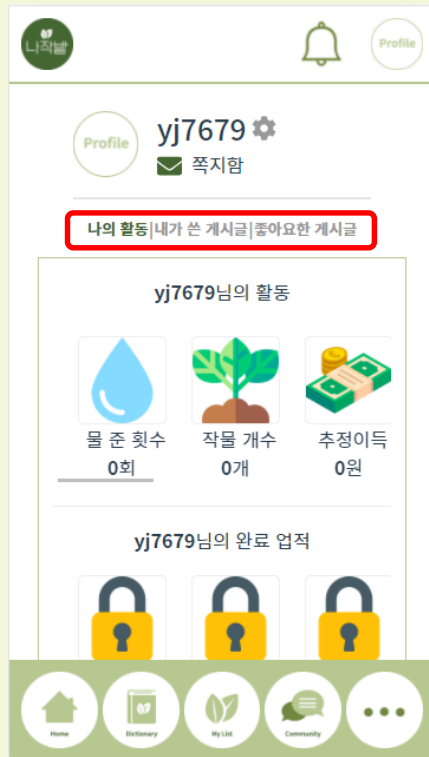 나작밭
Profile
Profile
yj7679
쪽지함
나의 활동|내가 쓴 게시글|좋아요한 게시글
yj7679님의 활동
물 준 횟수 작물 개수 추정이득
0회 0개 0원
yj7679님의 완료 업적
Home Dictionary My List Community